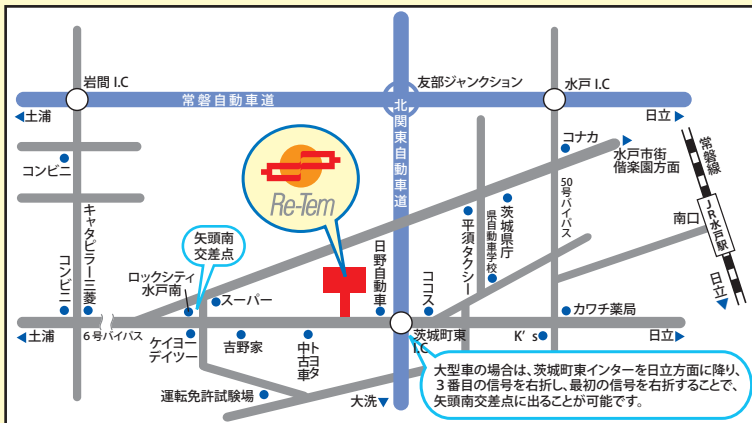 岩間 I.C
常磐自動車道
友部ジャンクション
水戸 I.C
◀土浦
日立▶
北関東自動車道
コンビニ
コナカ
水戸市街
偕楽園方面
常磐線
JR水戸駅
南口
日立
50号バイパス
Re-Tem
キャタピラー三菱
コンビニ
矢頭南
交差点
ロックシティ
水戸南
スーパー
日野自動車
ココス
平須タクシー
県自動車学校
茨城県庁
カワチ薬局
◀土浦
6号バイパス
ケイヨー
デイツー
吉野家
トヨタ
中古車
茨城町東
I.C
K's
日立▶
運転免許試験場
大洗▼
大型車の場合は、茨城町東インターを日立方面に降り、
3番目の信号を右折し、最初の信号を右折することで、
矢頭南交差点に出ることが可能です。